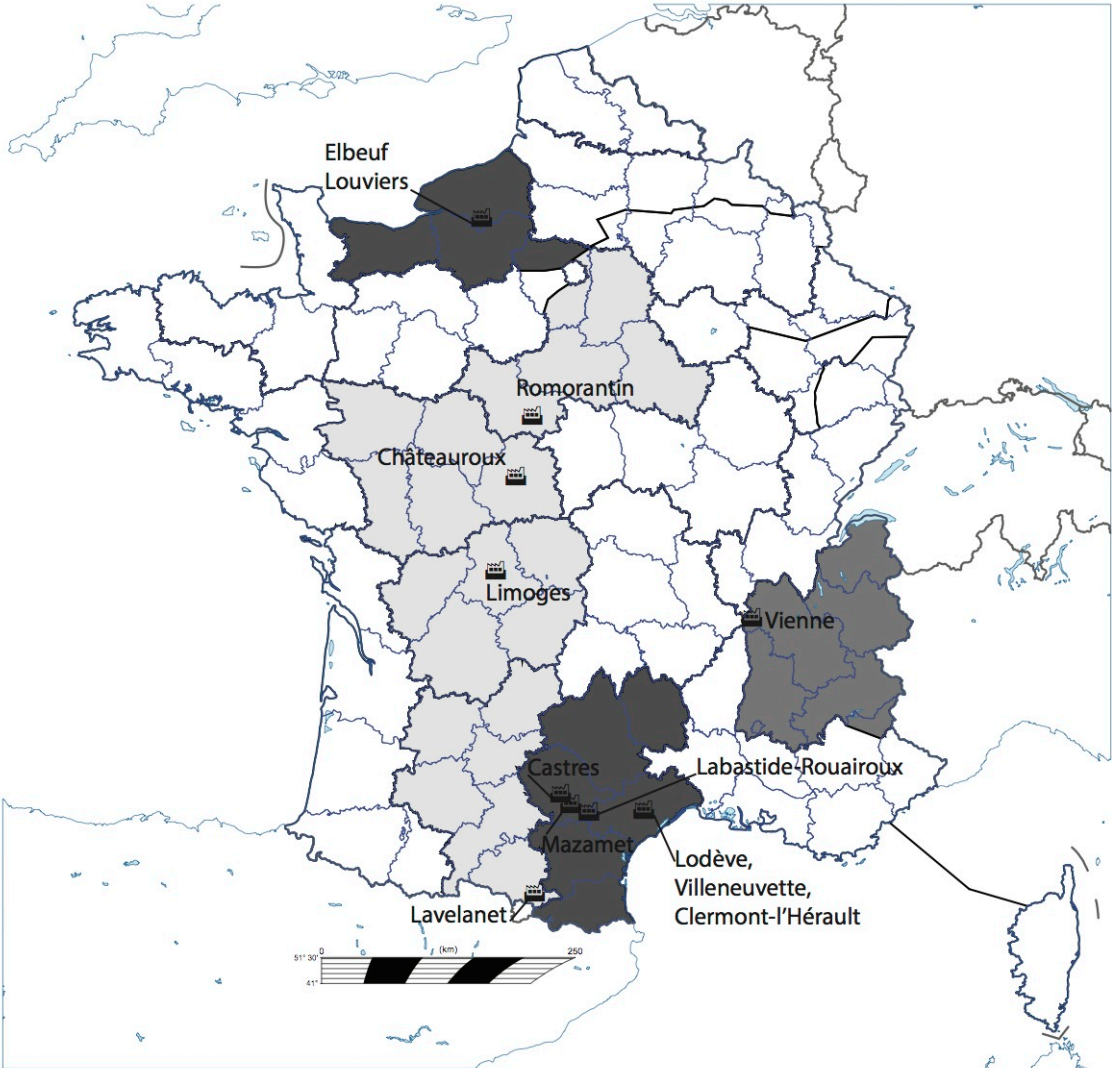 Elbeuf
Louviers
Romorantin
Châteauroux
Limoges
Vienne
Castres
Labastide-Rouairoux
Mazamet
Lodève,
Villeneuvette,
Clermont-l'Hérault
Lavelanet
0 (km) 250
51° 30'
41°